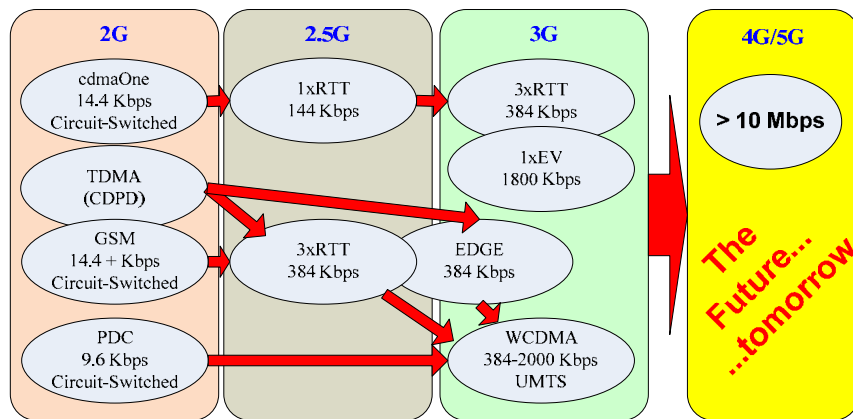 2G
cdmaOne
14.4 Kbps
Circuit-Switched
TDMA
(CDPD)
GSM
14.4 + Kbps
Circuit-Switched
PDC
9.6 Kbps
Circuit-Switched
2.5G
1xRTT
144 Kbps
3xRTT
384 Kbps
3G
3xRTT
384 Kbps
1xEV
1800 Kbps
EDGE
384 Kbps
WCDMA
384-2000 Kbps
UMTS
4G/5G
> 10 Mbps
The
Future...
...tomorrow